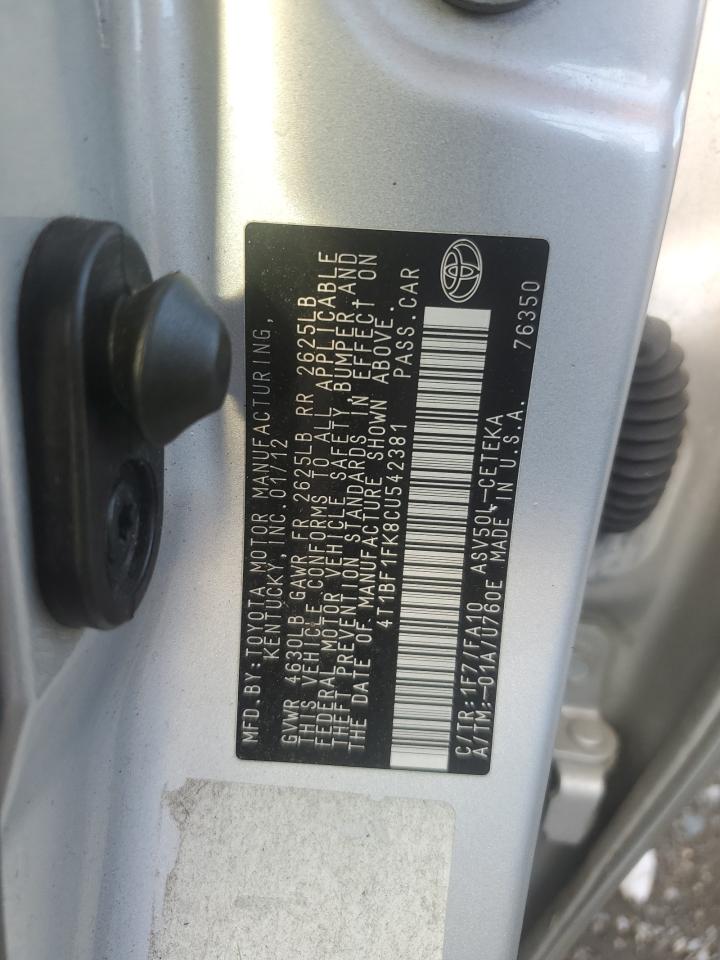 MFD.BY:TOYOTA MOTOR MANUFACTURING,
KENTUCKY, INC.01/12
GVWR 4630LB GAWR FR 2625LB RR 2625LB
THIS VEHICLE CONFORMS TO ALL APPLICABLE
FEDERAL MOTOR VEHICLE SAFETY,BUMPER AND
THEFT PREVENTION STANDARDS IN EFFECT ON
THE DATE OF MANUFACTURE SHOWN ABOVE.
4T1BF1FK8CU542381 PASS.CAR
C/TR:1F7/FA10 ASV50L-CETEKA
A/TM:-01A/U760E MADE IN U.S.A. 76350